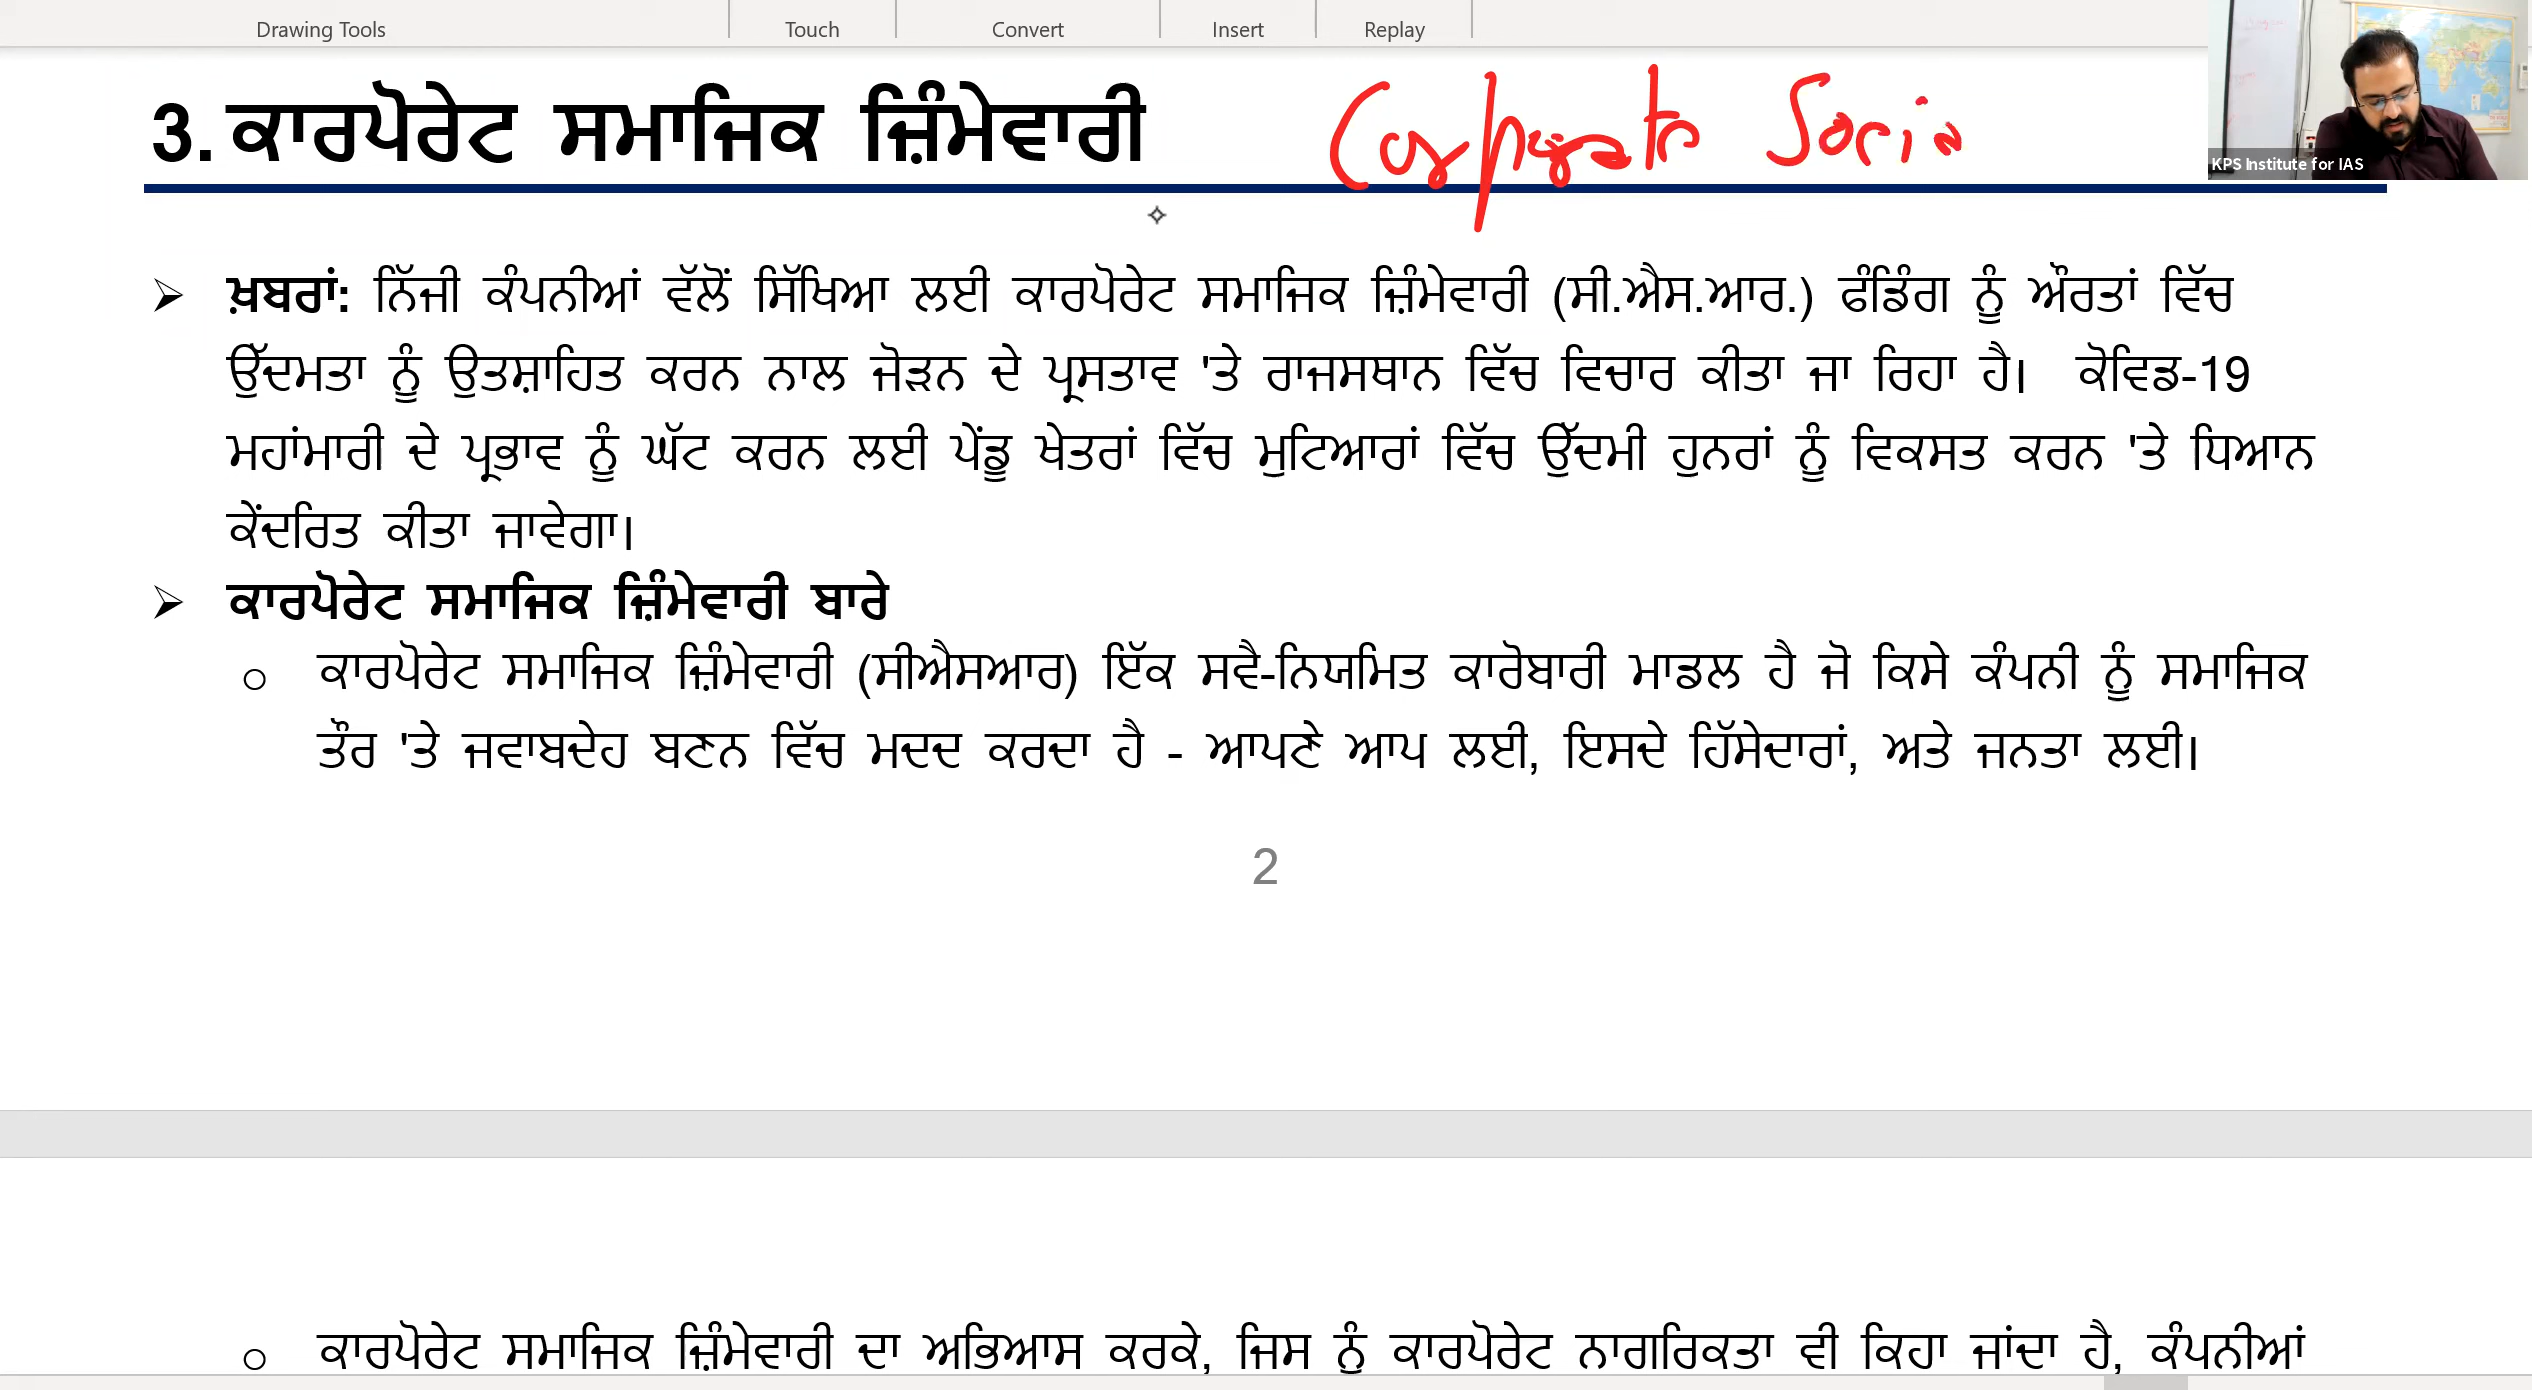 Drawing Tools Touch Convert Insert Replay
3. ਕਾਰਪੋਰੇਟ ਸਮਾਜਿਕ ਜ਼ਿੰਮੇਵਾਰੀ Corporate Socia
KPS Institute for IAS
➢ ਖ਼ਬਰਾਂ: ਨਿੱਜੀ ਕੰਪਨੀਆਂ ਵੱਲੋਂ ਸਿੱਖਿਆ ਲਈ ਕਾਰਪੋਰੇਟ ਸਮਾਜਿਕ ਜ਼ਿੰਮੇਵਾਰੀ (ਸੀ.ਐਸ.ਆਰ.) ਫੰਡਿੰਗ ਨੂੰ ਔਰਤਾਂ ਵਿੱਚ
ਉੱਦਮਤਾ ਨੂੰ ਉਤਸ਼ਾਹਿਤ ਕਰਨ ਨਾਲ ਜੋੜਨ ਦੇ ਪ੍ਰਸਤਾਵ 'ਤੇ ਰਾਜਸਥਾਨ ਵਿੱਚ ਵਿਚਾਰ ਕੀਤਾ ਜਾ ਰਿਹਾ ਹੈ। ਕੋਵਿਡ-19
ਮਹਾਂਮਾਰੀ ਦੇ ਪ੍ਰਭਾਵ ਨੂੰ ਘੱਟ ਕਰਨ ਲਈ ਪੇਂਡੂ ਖੇਤਰਾਂ ਵਿੱਚ ਮੁਟਿਆਰਾਂ ਵਿੱਚ ਉੱਦਮੀ ਹੁਨਰਾਂ ਨੂੰ ਵਿਕਸਤ ਕਰਨ 'ਤੇ ਧਿਆਨ
ਕੇਂਦਰਿਤ ਕੀਤਾ ਜਾਵੇਗਾ।
➢ ਕਾਰਪੋਰੇਟ ਸਮਾਜਿਕ ਜ਼ਿੰਮੇਵਾਰੀ ਬਾਰੇ
○ ਕਾਰਪੋਰੇਟ ਸਮਾਜਿਕ ਜ਼ਿੰਮੇਵਾਰੀ (ਸੀਐਸਆਰ) ਇੱਕ ਸਵੈ-ਨਿਯਮਿਤ ਕਾਰੋਬਾਰੀ ਮਾਡਲ ਹੈ ਜੋ ਕਿਸੇ ਕੰਪਨੀ ਨੂੰ ਸਮਾਜਿਕ
ਤੌਰ 'ਤੇ ਜਵਾਬਦੇਹ ਬਣਨ ਵਿੱਚ ਮਦਦ ਕਰਦਾ ਹੈ - ਆਪਣੇ ਆਪ ਲਈ, ਇਸਦੇ ਹਿੱਸੇਦਾਰਾਂ, ਅਤੇ ਜਨਤਾ ਲਈ।
2
○ ਕਾਰਪੋਰੇਟ ਸਮਾਜਿਕ ਜ਼ਿੰਮੇਵਾਰੀ ਦਾ ਅਭਿਆਸ ਕਰਕੇ, ਜਿਸ ਨੂੰ ਕਾਰਪੋਰੇਟ ਨਾਗਰਿਕਤਾ ਵੀ ਕਿਹਾ ਜਾਂਦਾ ਹੈ, ਕੰਪਨੀਆਂ